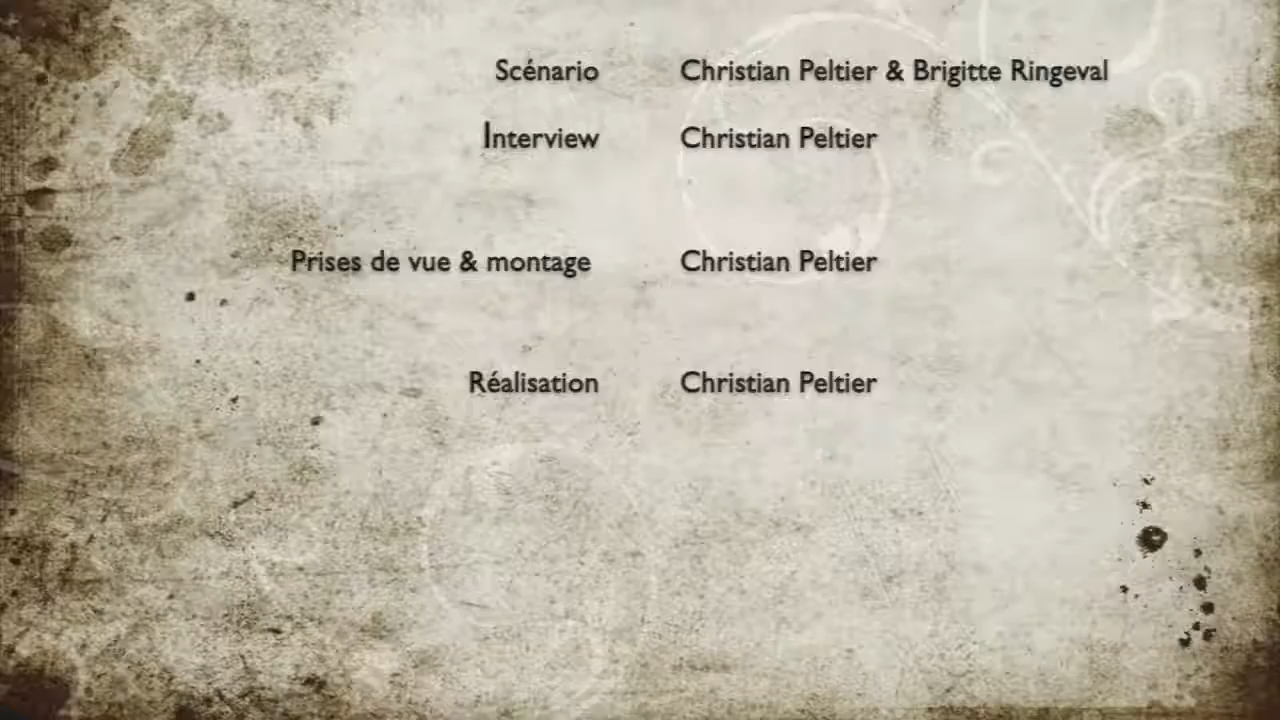 Scénario Christian Peltier & Brigitte Ringeval
Interview Christian Peltier
Prises de vue & montage Christian Peltier
Réalisation Christian Peltier